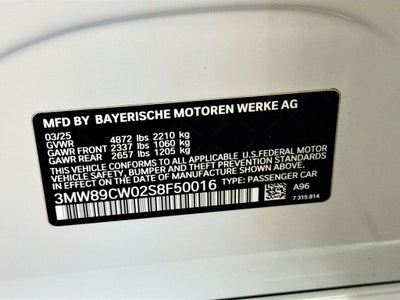 MFD BY BAYERISCHE MOTOREN WERKE AG
03/25
GVWR 4872 lbs 2210 kg
GAWR FRONT 2337 lbs 1060 kg
GAWR REAR 2657 lbs 1205 kg
THIS VEHICLE CONFORMS TO ALL APPLICABLE U.S.FEDERAL MOTOR
VEHICLE SAFETY, BUMPER, AND THEFT PREVENTION STANDARDS
IN EFFECT ON THE DATE OF MANUFACTURE SHOWN ABOVE.
3MW89CW02S8F50016 TYPE: PASSENGER CAR
A96
7 315 814